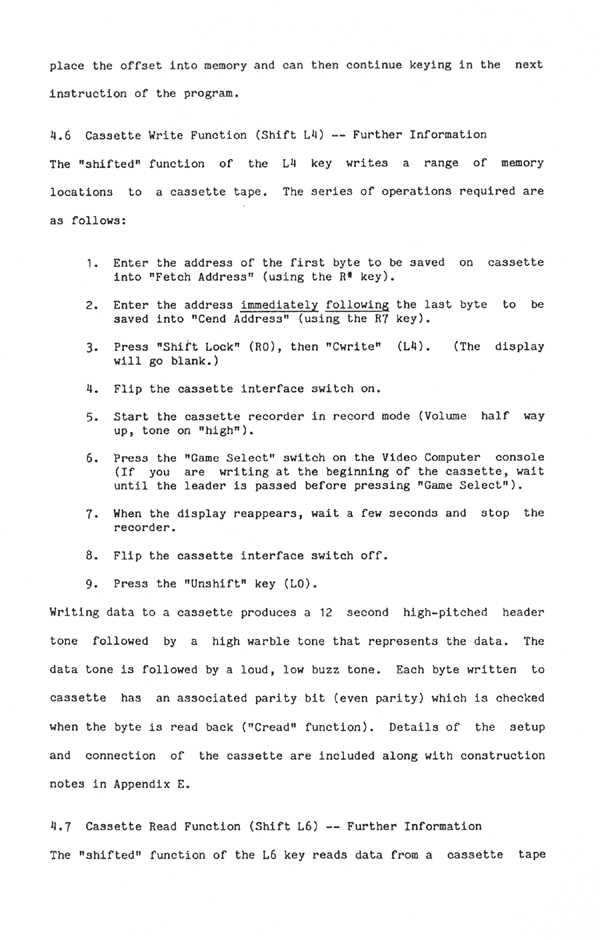 place the offset into memory and can then continue keying in the next
instruction of the program.
4.6 Cassette Write Function (Shift L4) -- Further Information
The "shifted" function of the L4 key writes a range of memory
locations to a cassette tape. The series of operations required are
as follows:
1. Enter the address of the first byte to be saved on cassette
into "Fetch Address" (using the R* key).
2. Enter the address immediately following the last byte to be
saved into "Cend Address" (using the R7 key).
3. Press "Shift Lock" (R0), then "Cwrite" (L4). (The display
will go blank.)
4. Flip the cassette interface switch on.
5. Start the cassette recorder in record mode (Volume half way
up, tone on "high").
6. Press the "Game Select" switch on the Video Computer console
(If you are writing at the beginning of the cassette, wait
until the leader is passed before pressing "Game Select").
7. When the display reappears, wait a few seconds and stop the
recorder.
8. Flip the cassette interface switch off.
9. Press the "Unshift" key (L0).
Writing data to a cassette produces a 12 second high-pitched header
tone followed by a high warble tone that represents the data. The
data tone is followed by a loud, low buzz tone. Each byte written to
cassette has an associated parity bit (even parity) which is checked
when the byte is read back ("Cread" function). Details of the setup
and connection of the cassette are included along with construction
notes in Appendix E.
4.7 Cassette Read Function (Shift L6) -- Further Information
The "shifted" function of the L6 key reads data from a cassette tape